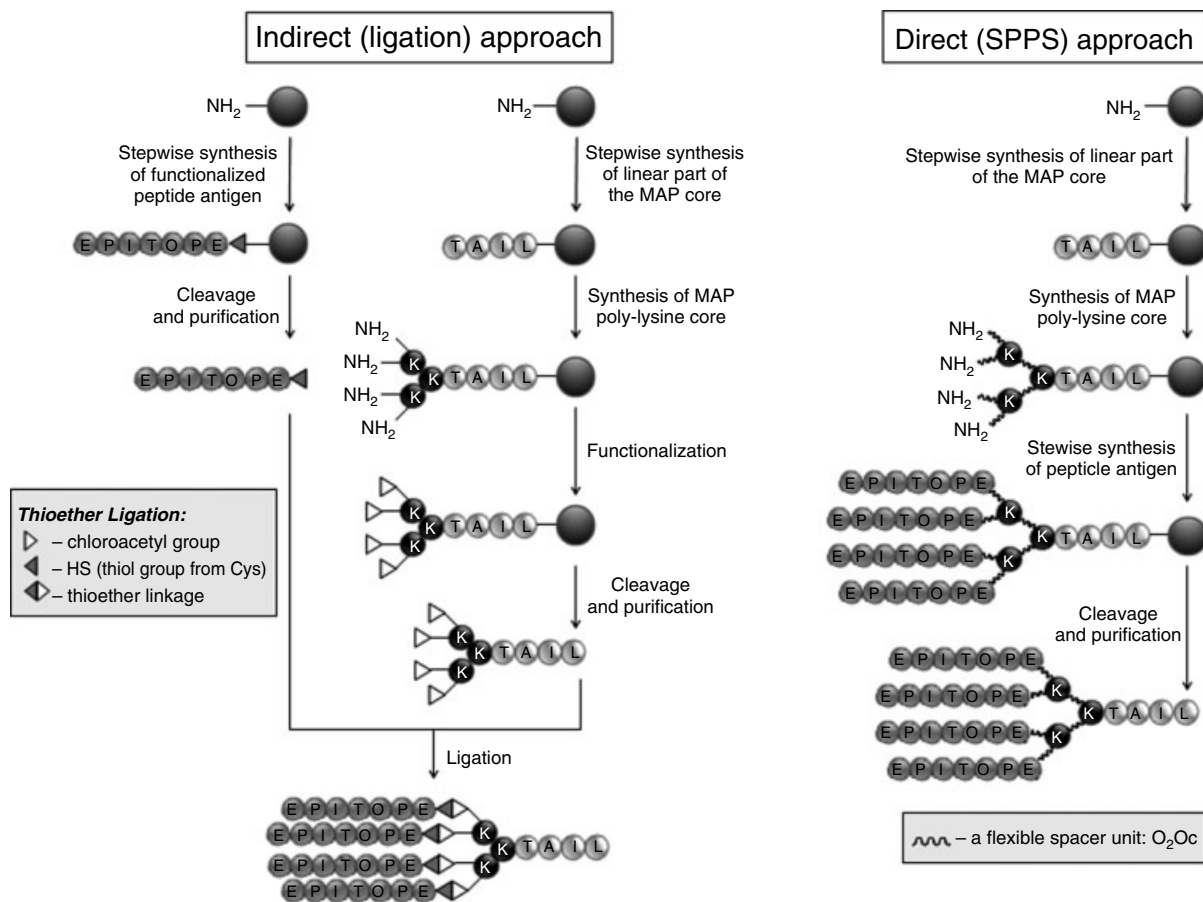 Indirect (ligation) approach
NH2
Stepwise synthesis
of functionalized
peptide antigen
EPITOPE
Cleavage
and purification
EPITOPE
NH2
Stepwise synthesis
of linear part of
the MAP core
TAIL
Synthesis of MAP
poly-lysine core
NH2
NH2
NH2
NH2
K
K
K
TAIL
Functionalization
K
K
K
TAIL
Cleavage
and purification
K
K
K
TAIL
Thioether Ligation:
– chloroacetyl group
– HS (thiol group from Cys)
– thioether linkage
Ligation
EPITOPE
EPITOPE
EPITOPE
EPITOPE
K
K
K
TAIL
Direct (SPPS) approach
NH2
Stepwise synthesis of linear part
of the MAP core
TAIL
Synthesis of MAP
poly-lysine core
NH2
NH2
NH2
NH2
K
K
K
TAIL
Stewise synthesis
of pepticle antigen
EPITOPE
EPITOPE
EPITOPE
EPITOPE
K
K
K
TAIL
Cleavage
and purification
EPITOPE
EPITOPE
EPITOPE
EPITOPE
K
K
K
TAIL
– a flexible spacer unit: O2Oc